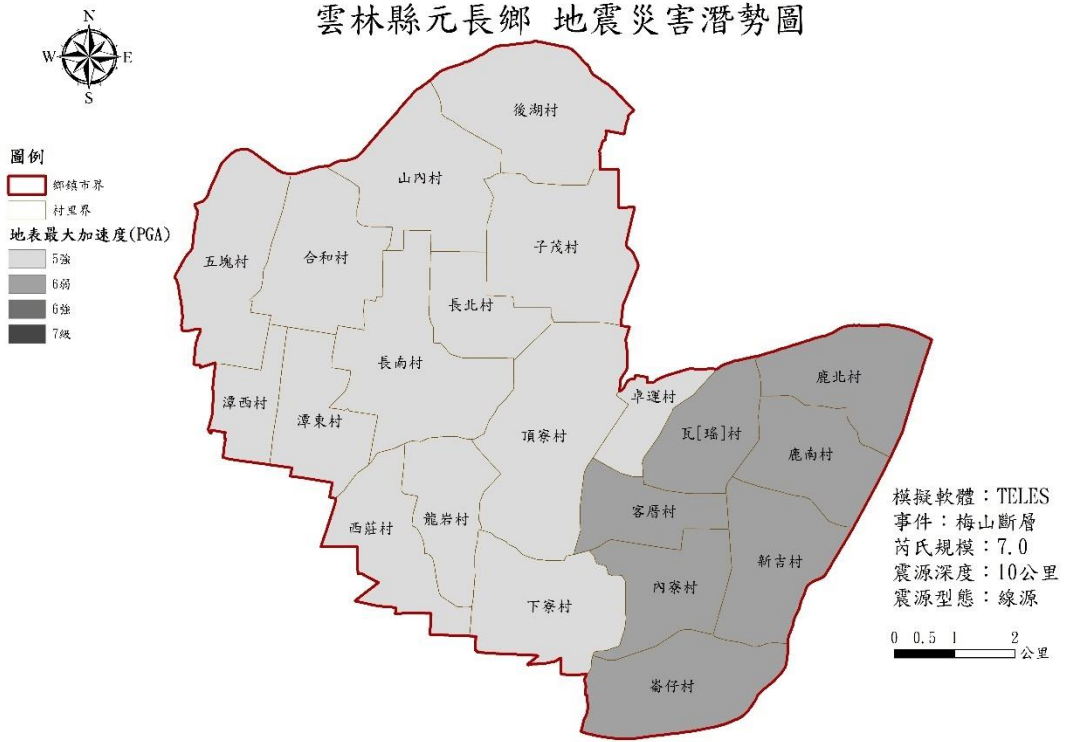 雲林縣元長鄉 地震災害潛勢圖
N
W
E
S
圖例
鄉鎮市界
村里界
地表最大加速度(PGA)
5強
6弱
6強
7級
後湖村
山內村
子茂村
五塊村
合和村
長北村
長南村
鹿北村
潭西村
潭東村
卓運村
頂寮村
瓦[瑤]村
鹿南村
西莊村
龍岩村
客厝村
新吉村
內寮村
下寮村
崙仔村
模擬軟體：TELES
事件：梅山斷層
芮氏規模：7.0
震源深度：10公里
震源型態：線源
0 0.5 1 2
公里